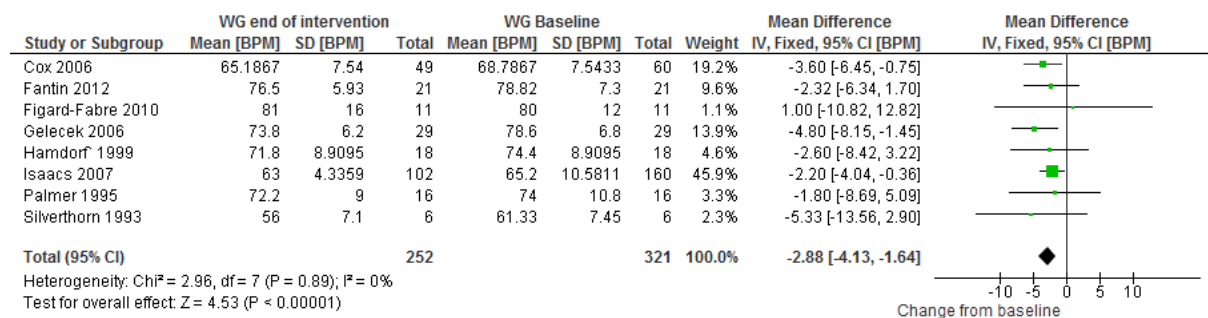 WG end of intervention WG Baseline Mean Difference Mean Difference
Study or Subgroup Mean [BPM] SD [BPM] Total Mean [BPM] SD [BPM] Total Weight IV, Fixed, 95% CI [BPM] IV, Fixed, 95% CI [BPM]
Cox 2006 65.1867 7.54 49 68.7867 7.5433 60 19.2% -3.60 [-6.45, -0.75]
Fantin 2012 76.5 5.93 21 78.82 7.3 21 9.6% -2.32 [-6.34, 1.70]
Figard-Fabre 2010 81 16 11 80 12 11 1.1% 1.00 [-10.82, 12.82]
Gelecek 2006 73.8 6.2 29 78.6 6.8 29 13.9% -4.80 [-8.15, -1.45]
Hamdorf 1999 71.8 8.9095 18 74.4 8.9095 18 4.6% -2.60 [-8.42, 3.22]
Isaacs 2007 63 4.3359 102 65.2 10.5811 160 45.9% -2.20 [-4.04, -0.36]
Palmer 1995 72.2 9 16 74 10.8 16 3.3% -1.80 [-8.69, 5.09]
Silverthorn 1993 56 7.1 6 61.33 7.45 6 2.3% -5.33 [-13.56, 2.90]
Total (95% CI) 252 321 100.0% -2.88 [-4.13, -1.64]
Heterogeneity: Chi² = 2.96, df = 7 (P = 0.89); I² = 0%
Test for overall effect: Z = 4.53 (P < 0.00001)
-10 -5 0 5 10
Change from baseline